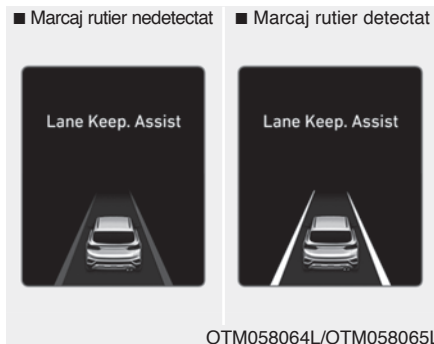 ■ Marcaj rutier nedetectat
■ Marcaj rutier detectat
Lane Keep. Assist
Lane Keep. Assist
OTM058064L/OTM058065L